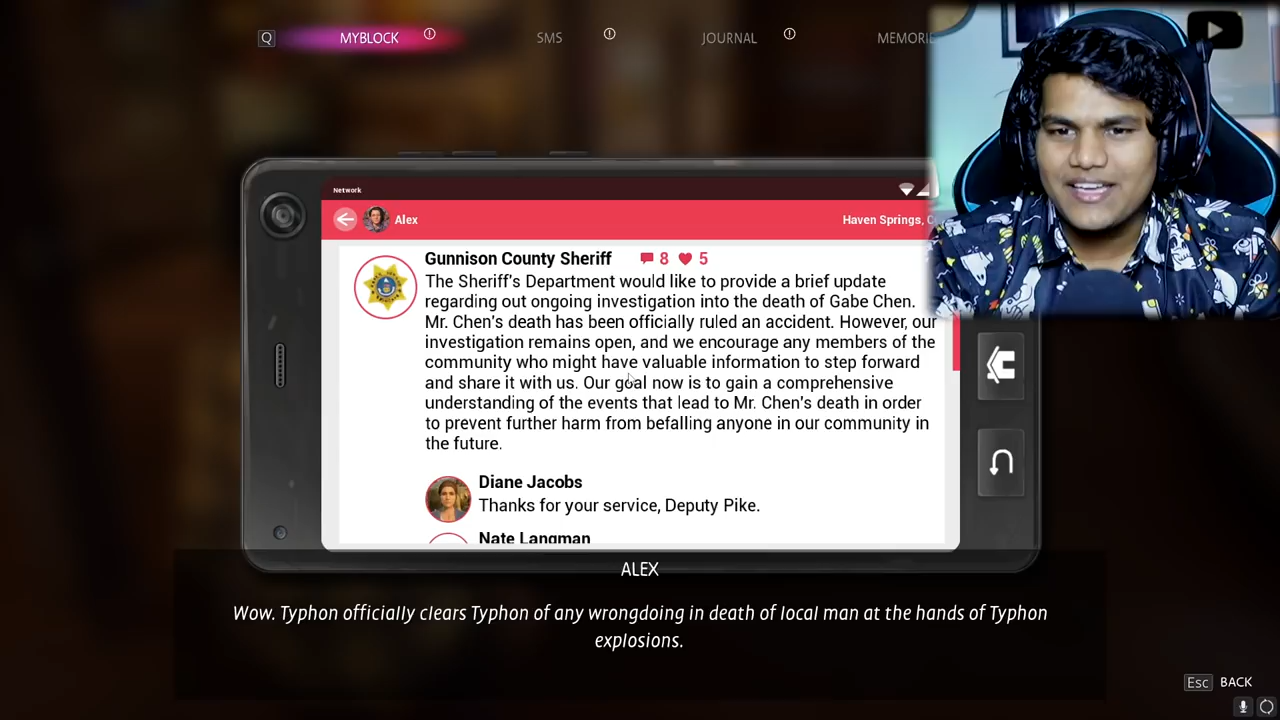 Q MYBLOCK SMS JOURNAL
Network
Alex Haven Springs,
Gunnison County Sheriff 8 5
The Sheriff's Department would like to provide a brief update
regarding out ongoing investigation into the death of Gabe Chen.
Mr. Chen's death has been officially ruled an accident. However, our
investigation remains open, and we encourage any members of the
community who might have valuable information to step forward
and share it with us. Our goal now is to gain a comprehensive
understanding of the events that lead to Mr. Chen's death in order
to prevent further harm from befalling anyone in our community in
the future.
Diane Jacobs
Thanks for your service, Deputy Pike.
Nate Langman
ALEX
Wow. Typhon officially clears Typhon of any wrongdoing in death of local man at the hands of Typhon
explosions.
Esc BACK